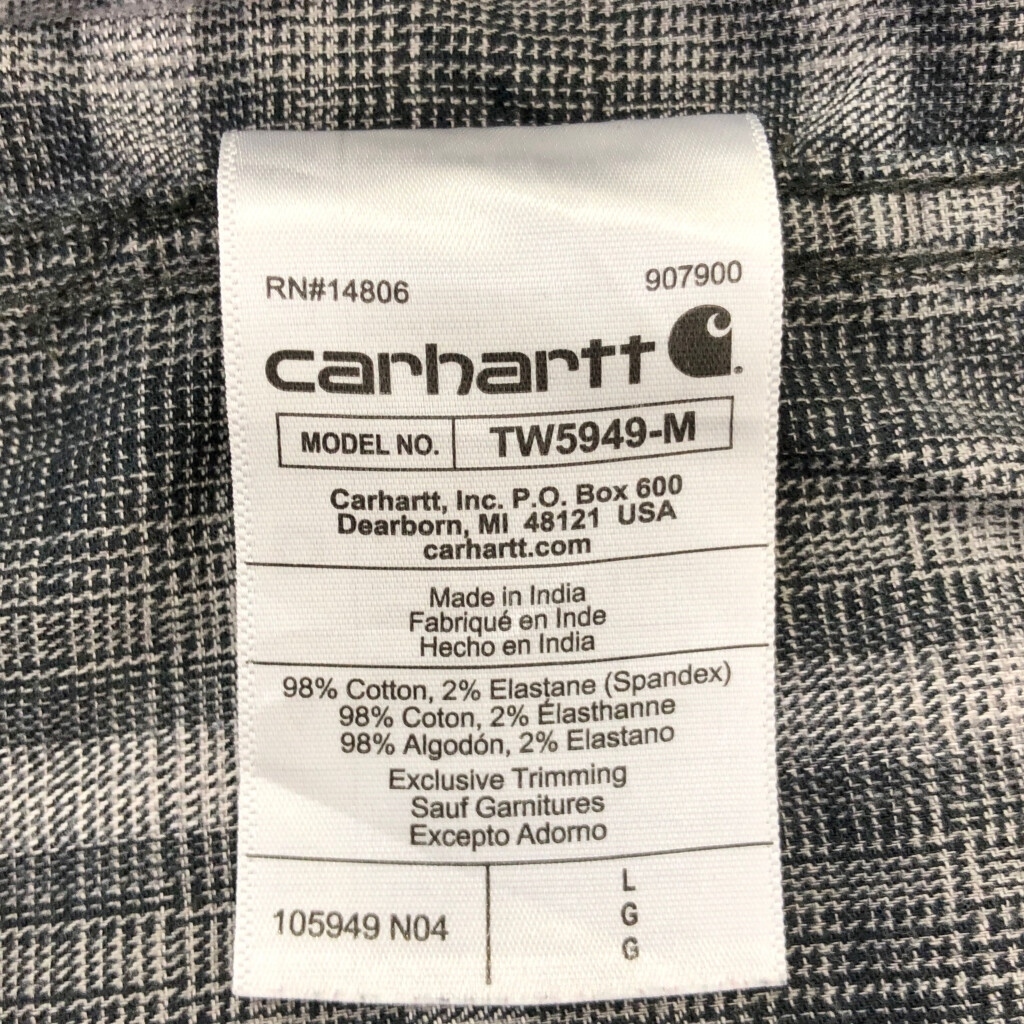 RN#14806 907900
carhartt
MODEL NO. TW5949-M
Carhartt, Inc. P.O. Box 600
Dearborn, MI 48121 USA
carhartt.com
Made in India
Fabriqué en Inde
Hecho en India
98% Cotton, 2% Elastane (Spandex)
98% Coton, 2% Élasthanne
98% Algodón, 2% Elastano
Exclusive Trimming
Sauf Garnitures
Excepto Adorno
105949 N04
L
G
G